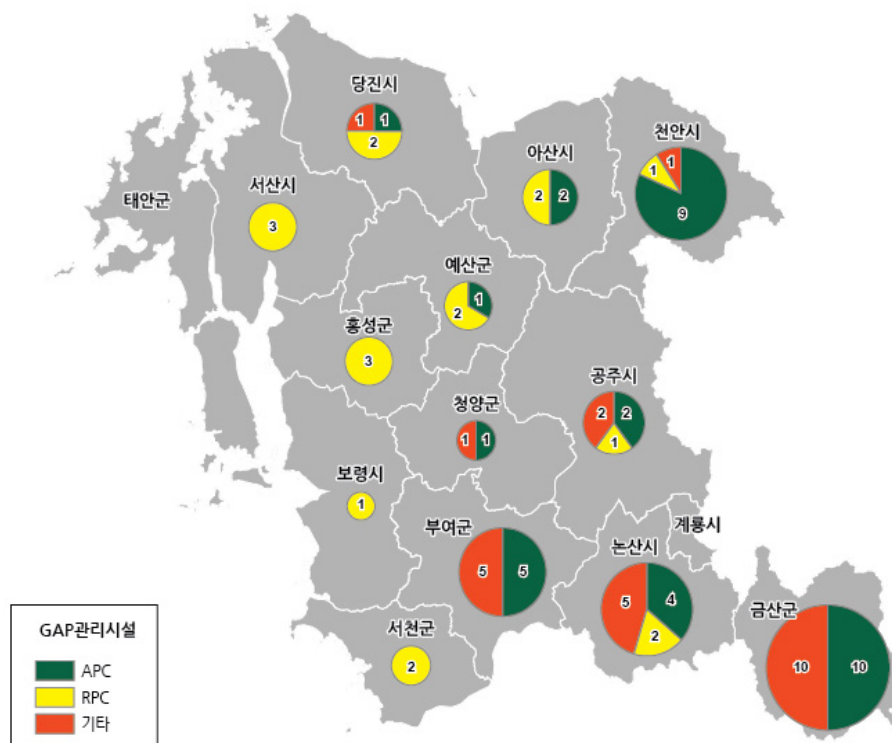 당진시
1 1
2
아산시
2 2
천안시
1 1
9
태안군
서산시
3
예산군
1
2
홍성군
3
공주시
2 2
1
청양군
1 1
보령시
1
부여군
5 5
계룡시
논산시
5 4
2
금산군
10 10
서천군
2
GAP관리시설
APC
RPC
기타